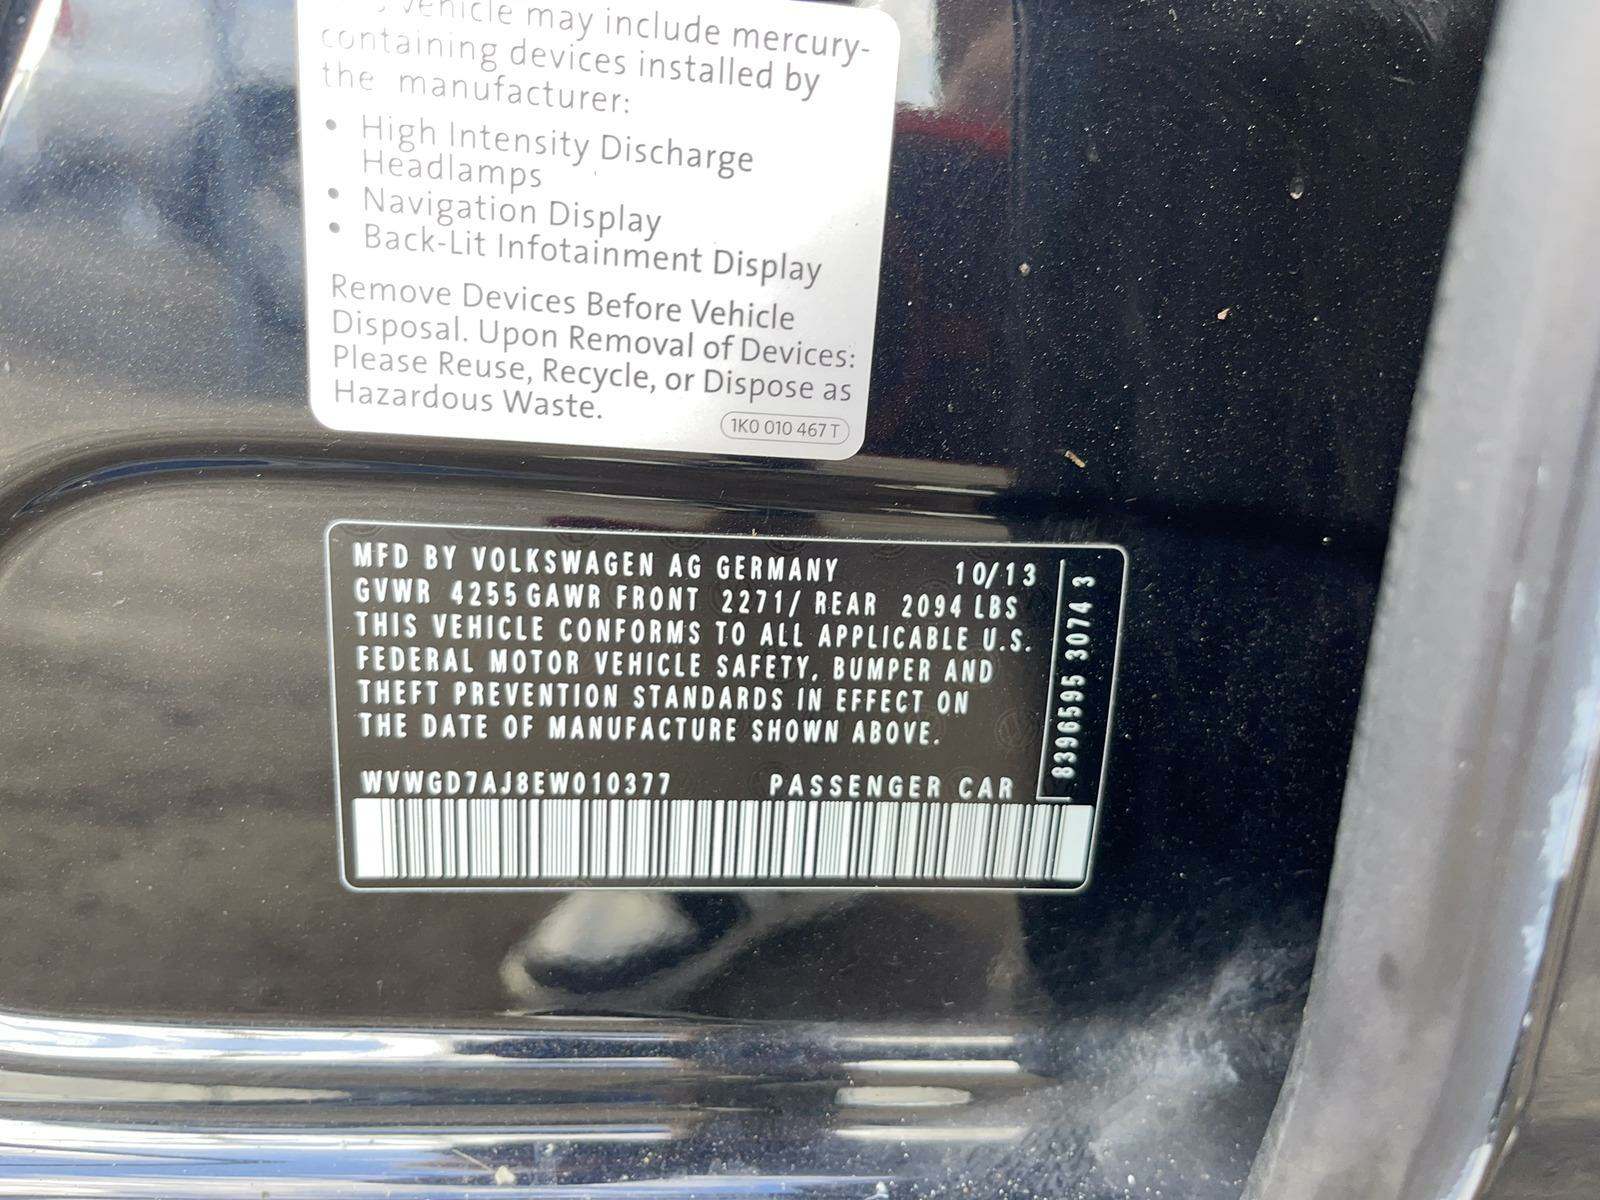 vehicle may include mercury-
containing devices installed by
the manufacturer:
• High Intensity Discharge
Headlamps
• Navigation Display
• Back-Lit Infotainment Display
Remove Devices Before Vehicle
Disposal. Upon Removal of Devices:
Please Reuse, Recycle, or Dispose as
Hazardous Waste.
1K0 010 467 T
MFD BY VOLKSWAGEN AG GERMANY 10/13
GVWR 4255 GAWR FRONT 2271/ REAR 2094 LBS
THIS VEHICLE CONFORMS TO ALL APPLICABLE U.S.
FEDERAL MOTOR VEHICLE SAFETY, BUMPER AND
THEFT PREVENTION STANDARDS IN EFFECT ON
THE DATE OF MANUFACTURE SHOWN ABOVE.
WVWGD7AJ8EW010377 PASSENGER CAR
8396595 3074 3